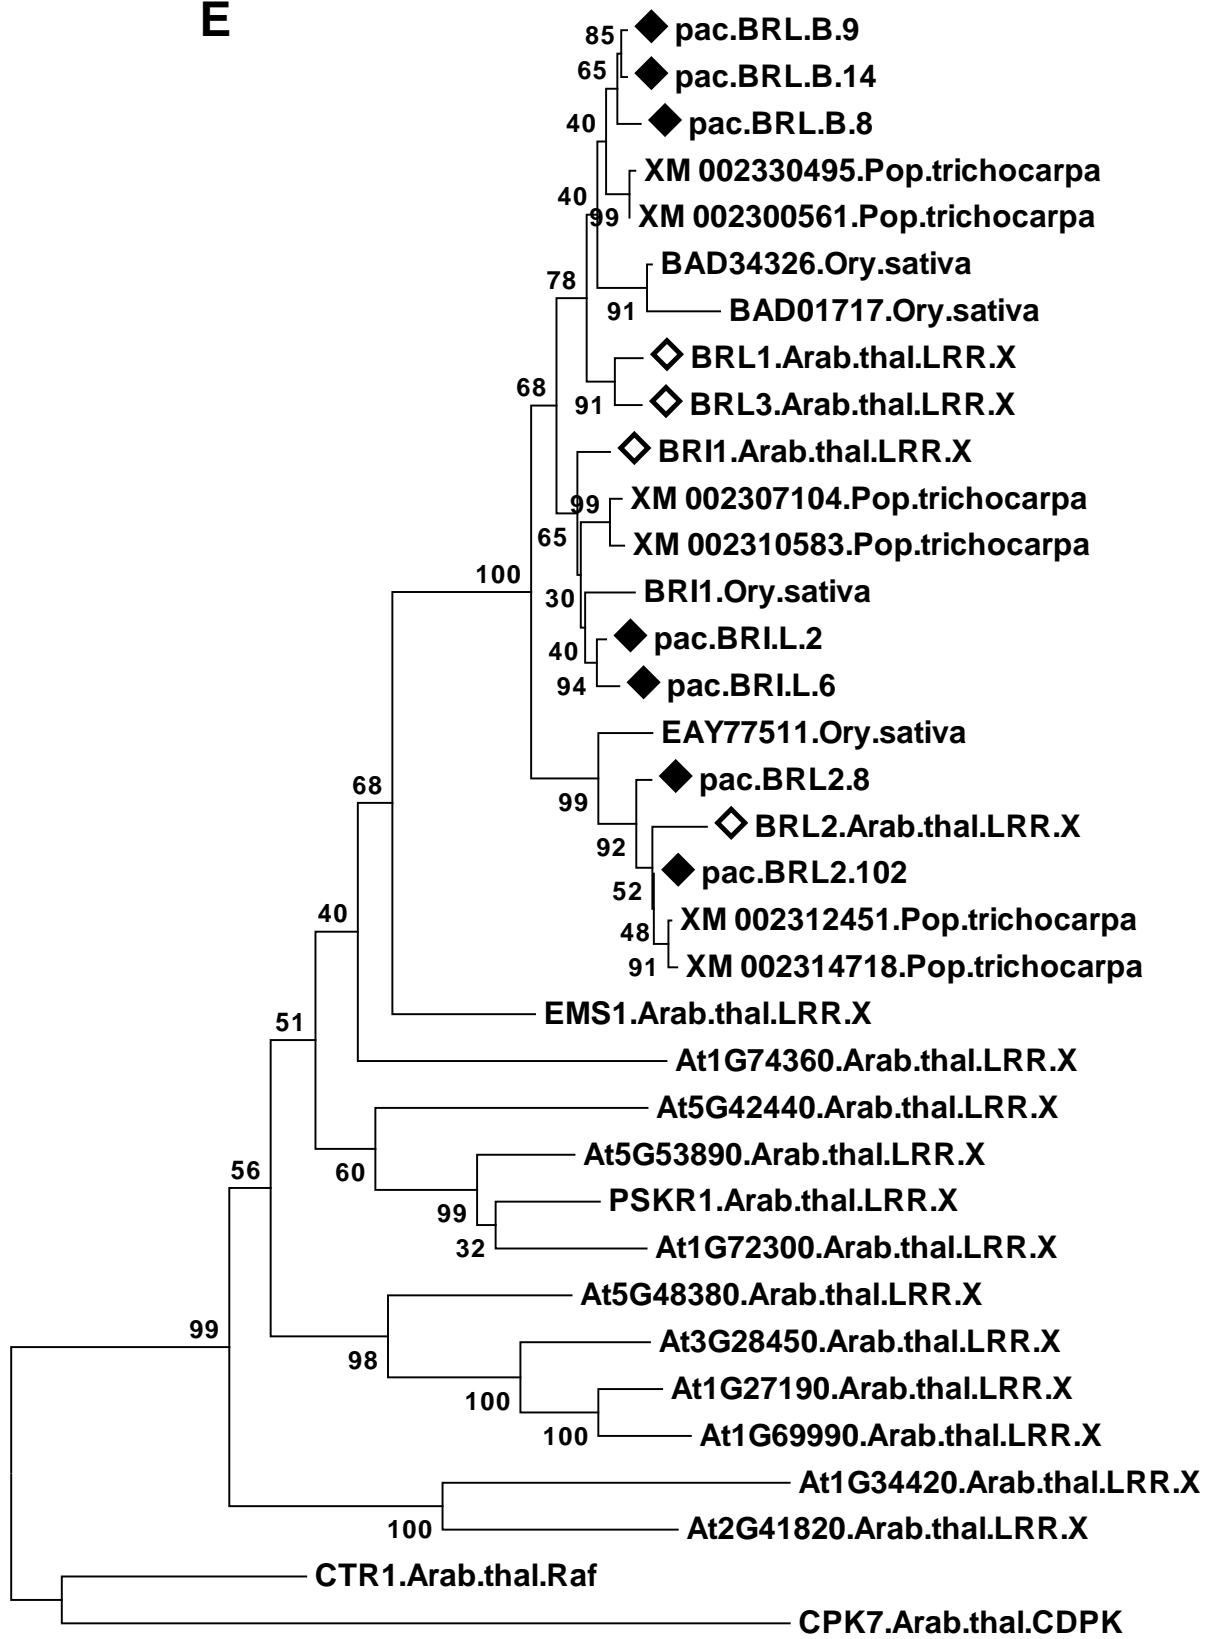 E
85
pac.BRL.B.9
65
pac.BRL.B.14
40
pac.BRL.B.8
XM 002330495.Pop.trichocarpa
40
99
XM 002300561.Pop.trichocarpa
BAD34326.Ory.sativa
78
91
BAD01717.Ory.sativa
BRL1.Arab.thal.LRR.X
68
91
BRL3.Arab.thal.LRR.X
BRI1.Arab.thal.LRR.X
99
XM 002307104.Pop.trichocarpa
65
XM 002310583.Pop.trichocarpa
100
30
BRI1.Ory.sativa
40
pac.BRI.L.2
94
pac.BRI.L.6
EAY77511.Ory.sativa
68
99
pac.BRL2.8
92
BRL2.Arab.thal.LRR.X
52
pac.BRL2.102
40
48
XM 002312451.Pop.trichocarpa
91
XM 002314718.Pop.trichocarpa
51
EMS1.Arab.thal.LRR.X
At1G74360.Arab.thal.LRR.X
At5G42440.Arab.thal.LRR.X
56
60
At5G53890.Arab.thal.LRR.X
99
PSKR1.Arab.thal.LRR.X
32
At1G72300.Arab.thal.LRR.X
At5G48380.Arab.thal.LRR.X
99
98
At3G28450.Arab.thal.LRR.X
100
At1G27190.Arab.thal.LRR.X
100
At1G69990.Arab.thal.LRR.X
At1G34420.Arab.thal.LRR.X
100
At2G41820.Arab.thal.LRR.X
CTR1.Arab.thal.Raf
CPK7.Arab.thal.CDPK